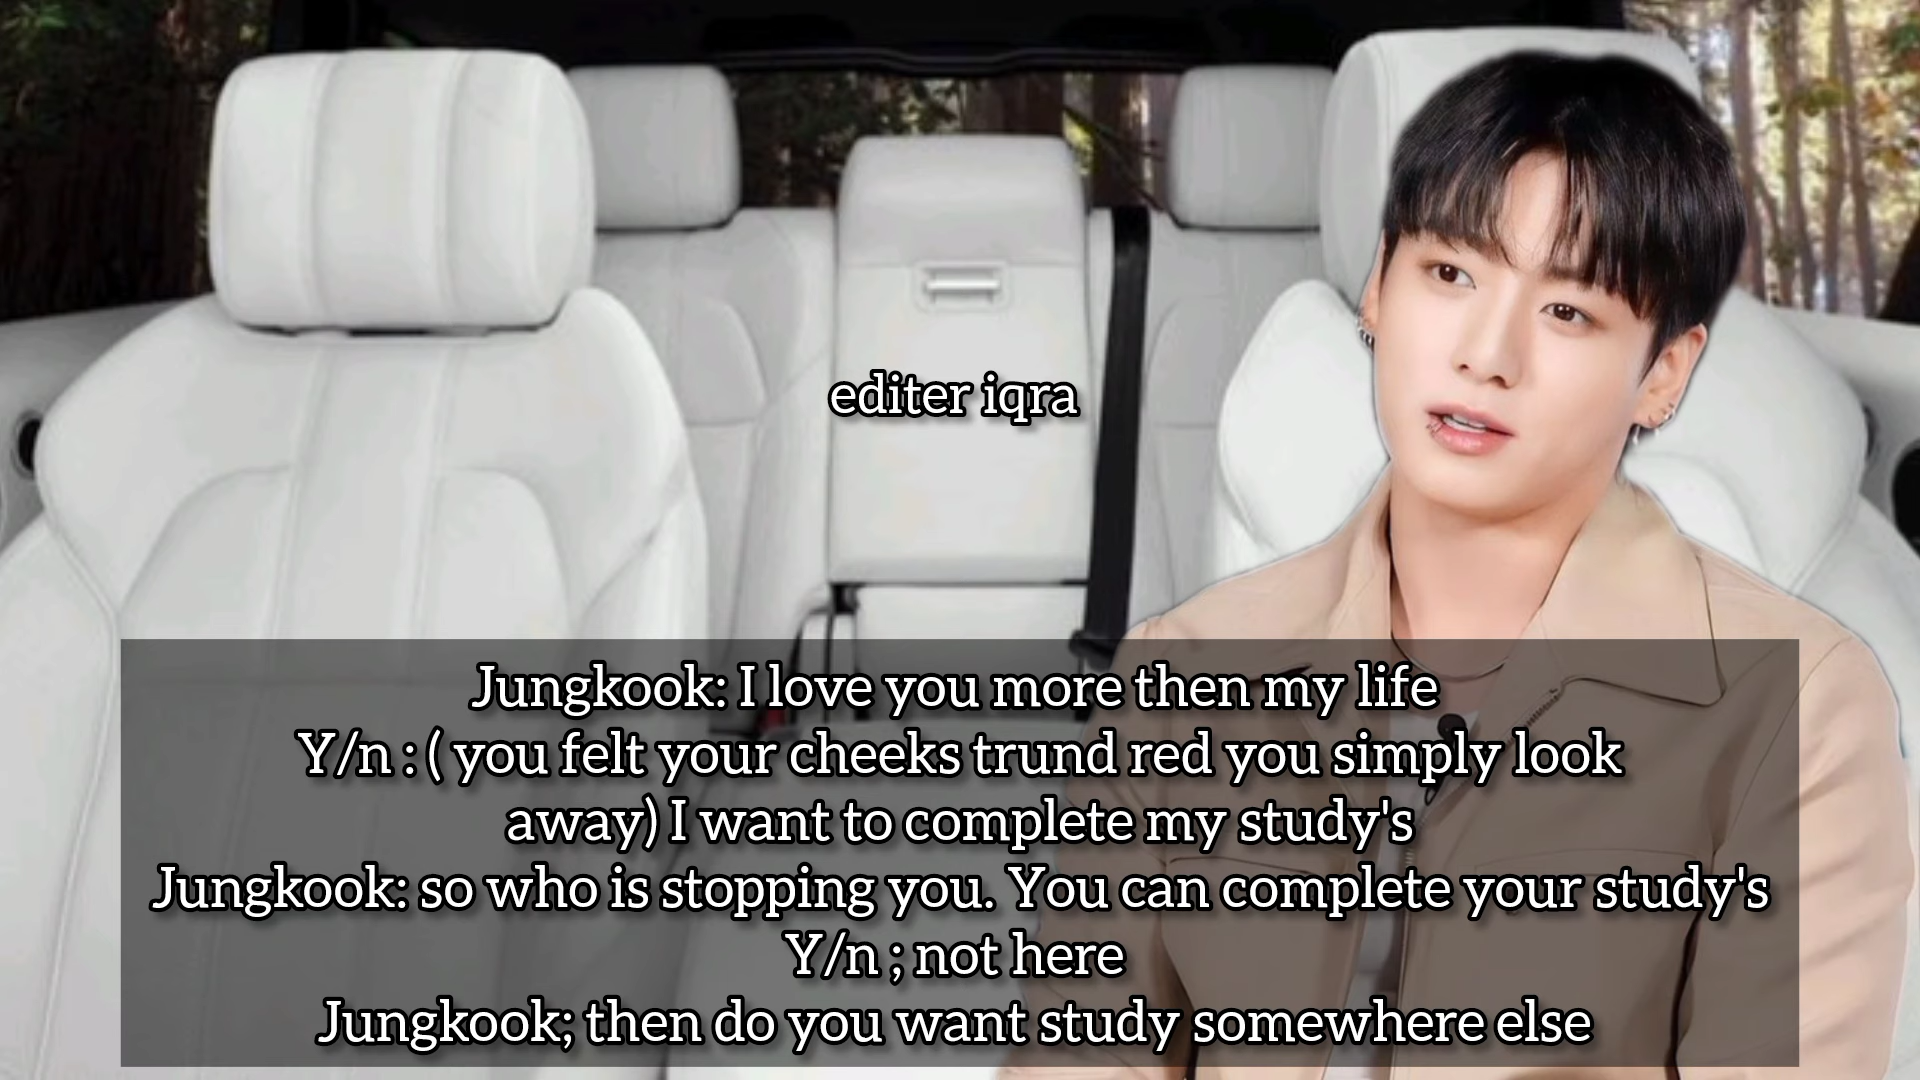 editer iqra
Jungkook: I love you more then my life
Y/n : ( you felt your cheeks trund red you simply look
away) I want to complete my study's
Jungkook: so who is stopping you. You can complete your study's
Y/n ; not here
Jungkook; then do you want study somewhere else